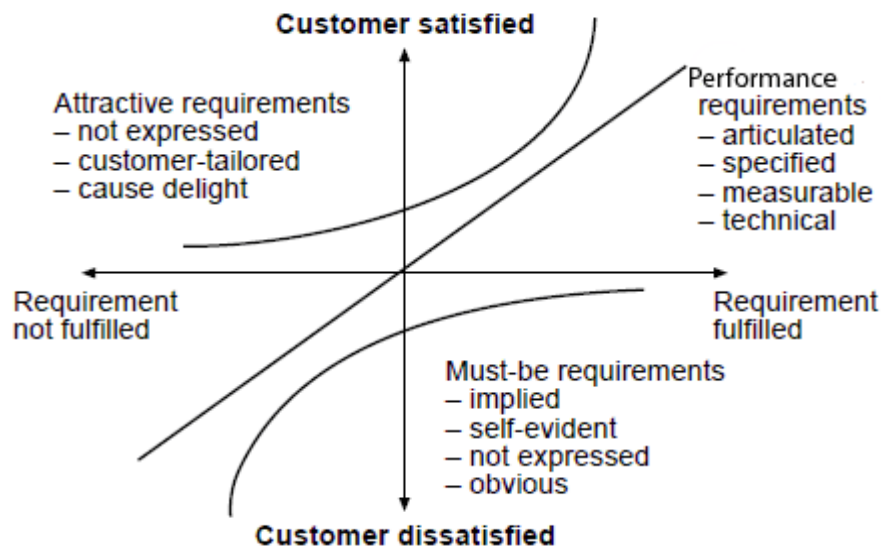 Customer satisfied
Attractive requirements
– not expressed
– customer-tailored
– cause delight
Performance
requirements
– articulated
– specified
– measurable
– technical
Requirement
not fulfilled
Requirement
fulfilled
Must-be requirements
– implied
– self-evident
– not expressed
– obvious
Customer dissatisfied